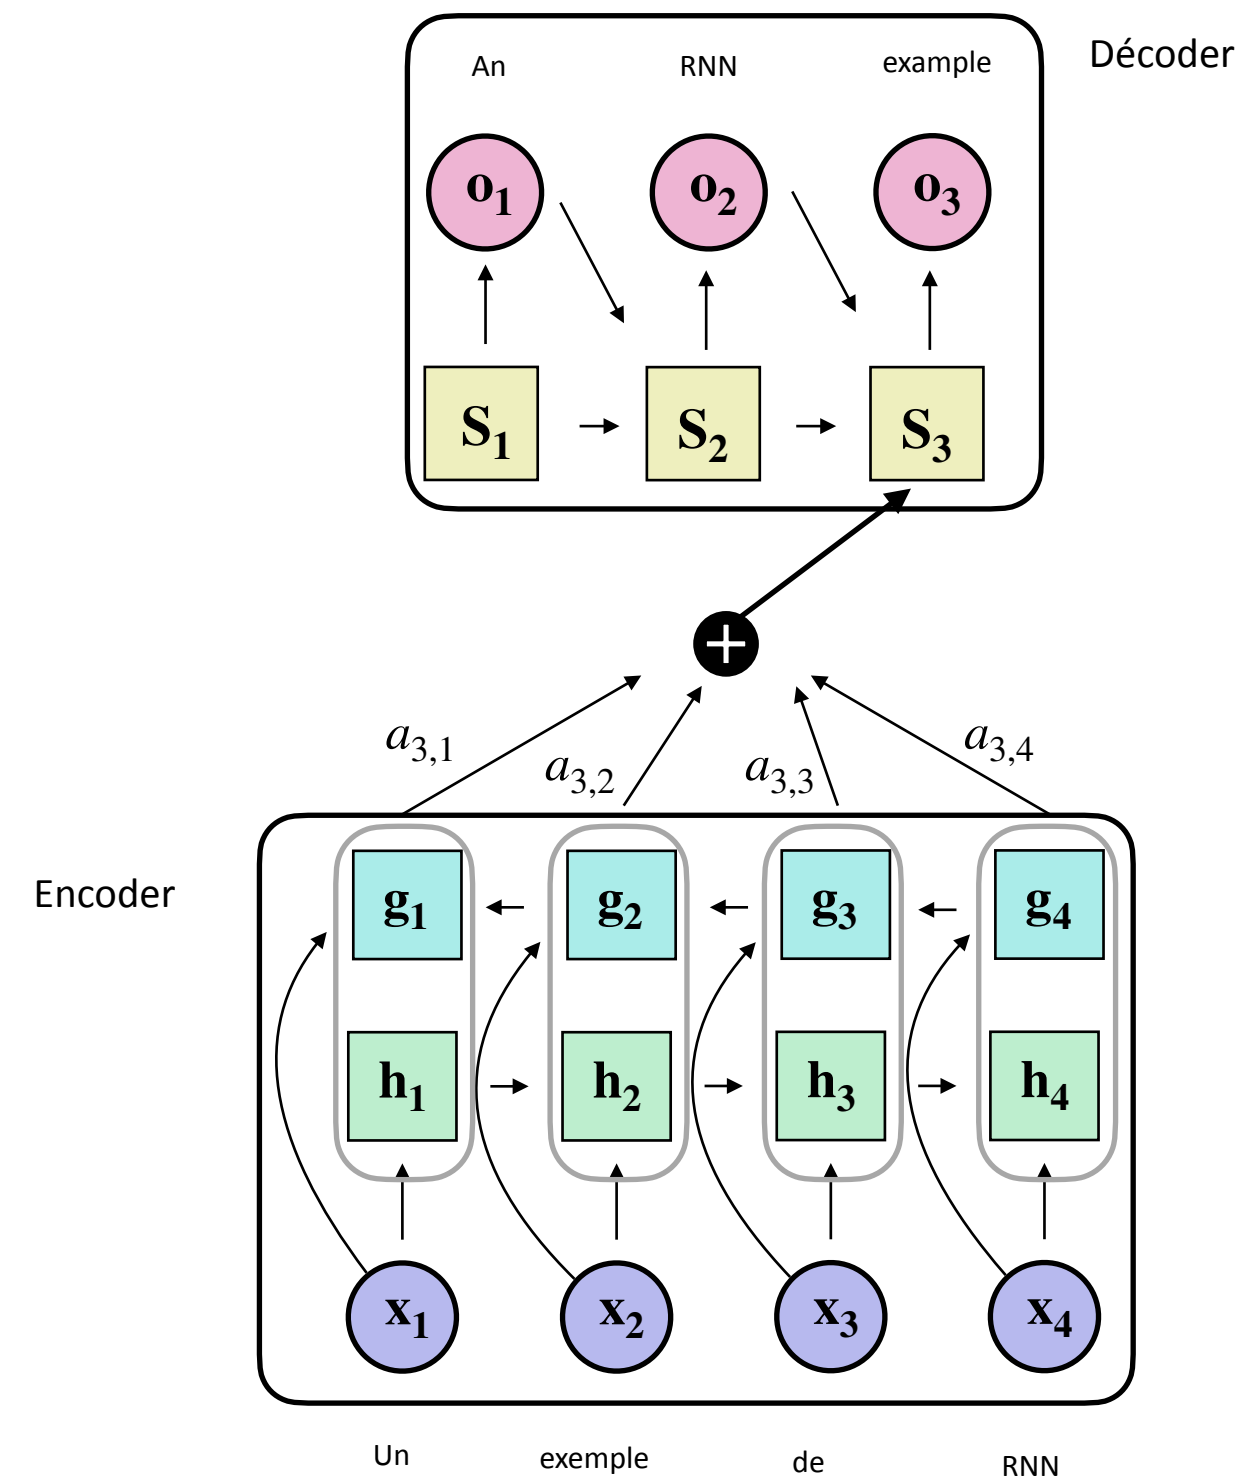 Décoder
An RNN example
o1 o2 o3
S1 S2 S3
+
a3,1 a3,2 a3,3 a3,4
Encoder
g1 g2 g3 g4
h1 h2 h3 h4
x1 x2 x3 x4
Un exemple de RNN